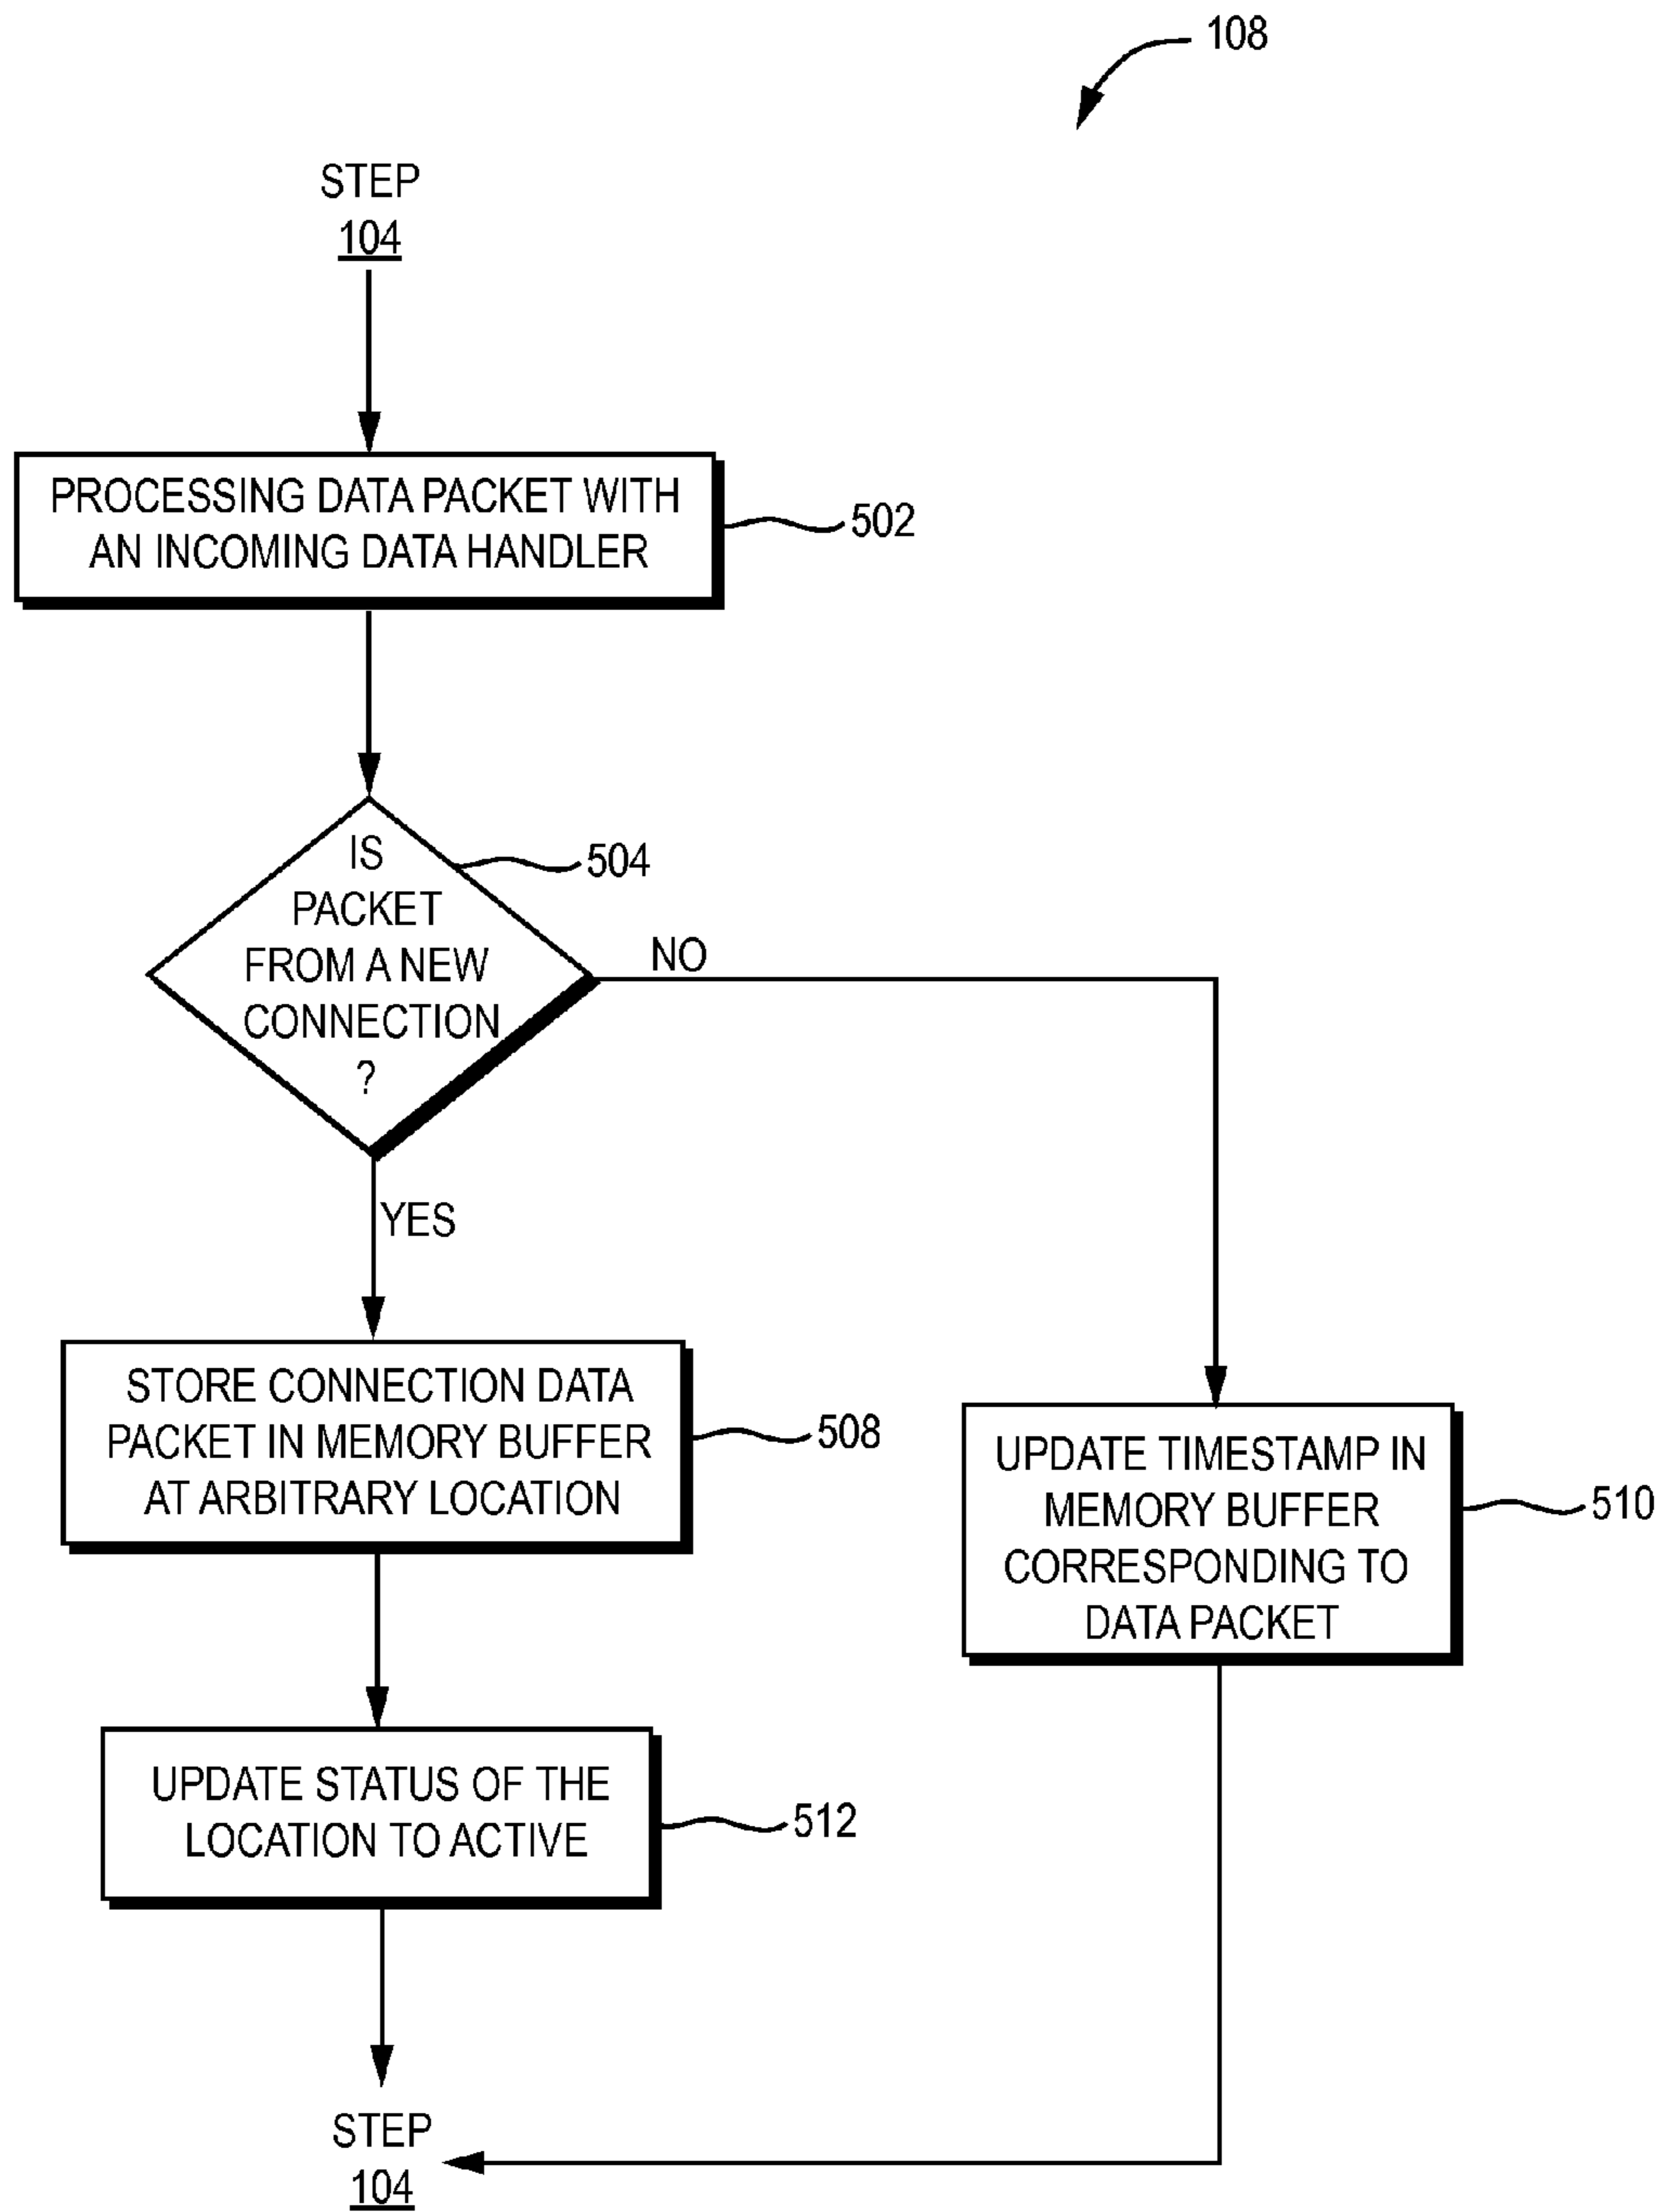 108
STEP
104
PROCESSING DATA PACKET WITH
AN INCOMING DATA HANDLER
502
IS
PACKET
FROM A NEW
CONNECTION
?
504
NO
YES
STORE CONNECTION DATA
PACKET IN MEMORY BUFFER
AT ARBITRARY LOCATION
508
UPDATE TIMESTAMP IN
MEMORY BUFFER
CORRESPONDING TO
DATA PACKET
510
UPDATE STATUS OF THE
LOCATION TO ACTIVE
512
STEP
104